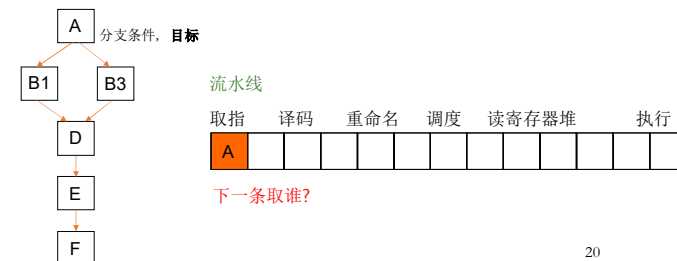 A
分支条件, 目标
B1
B3
D
E
F
流水线
取指 译码 重命名 调度 读寄存器堆 执行
A
下一条取谁?
20